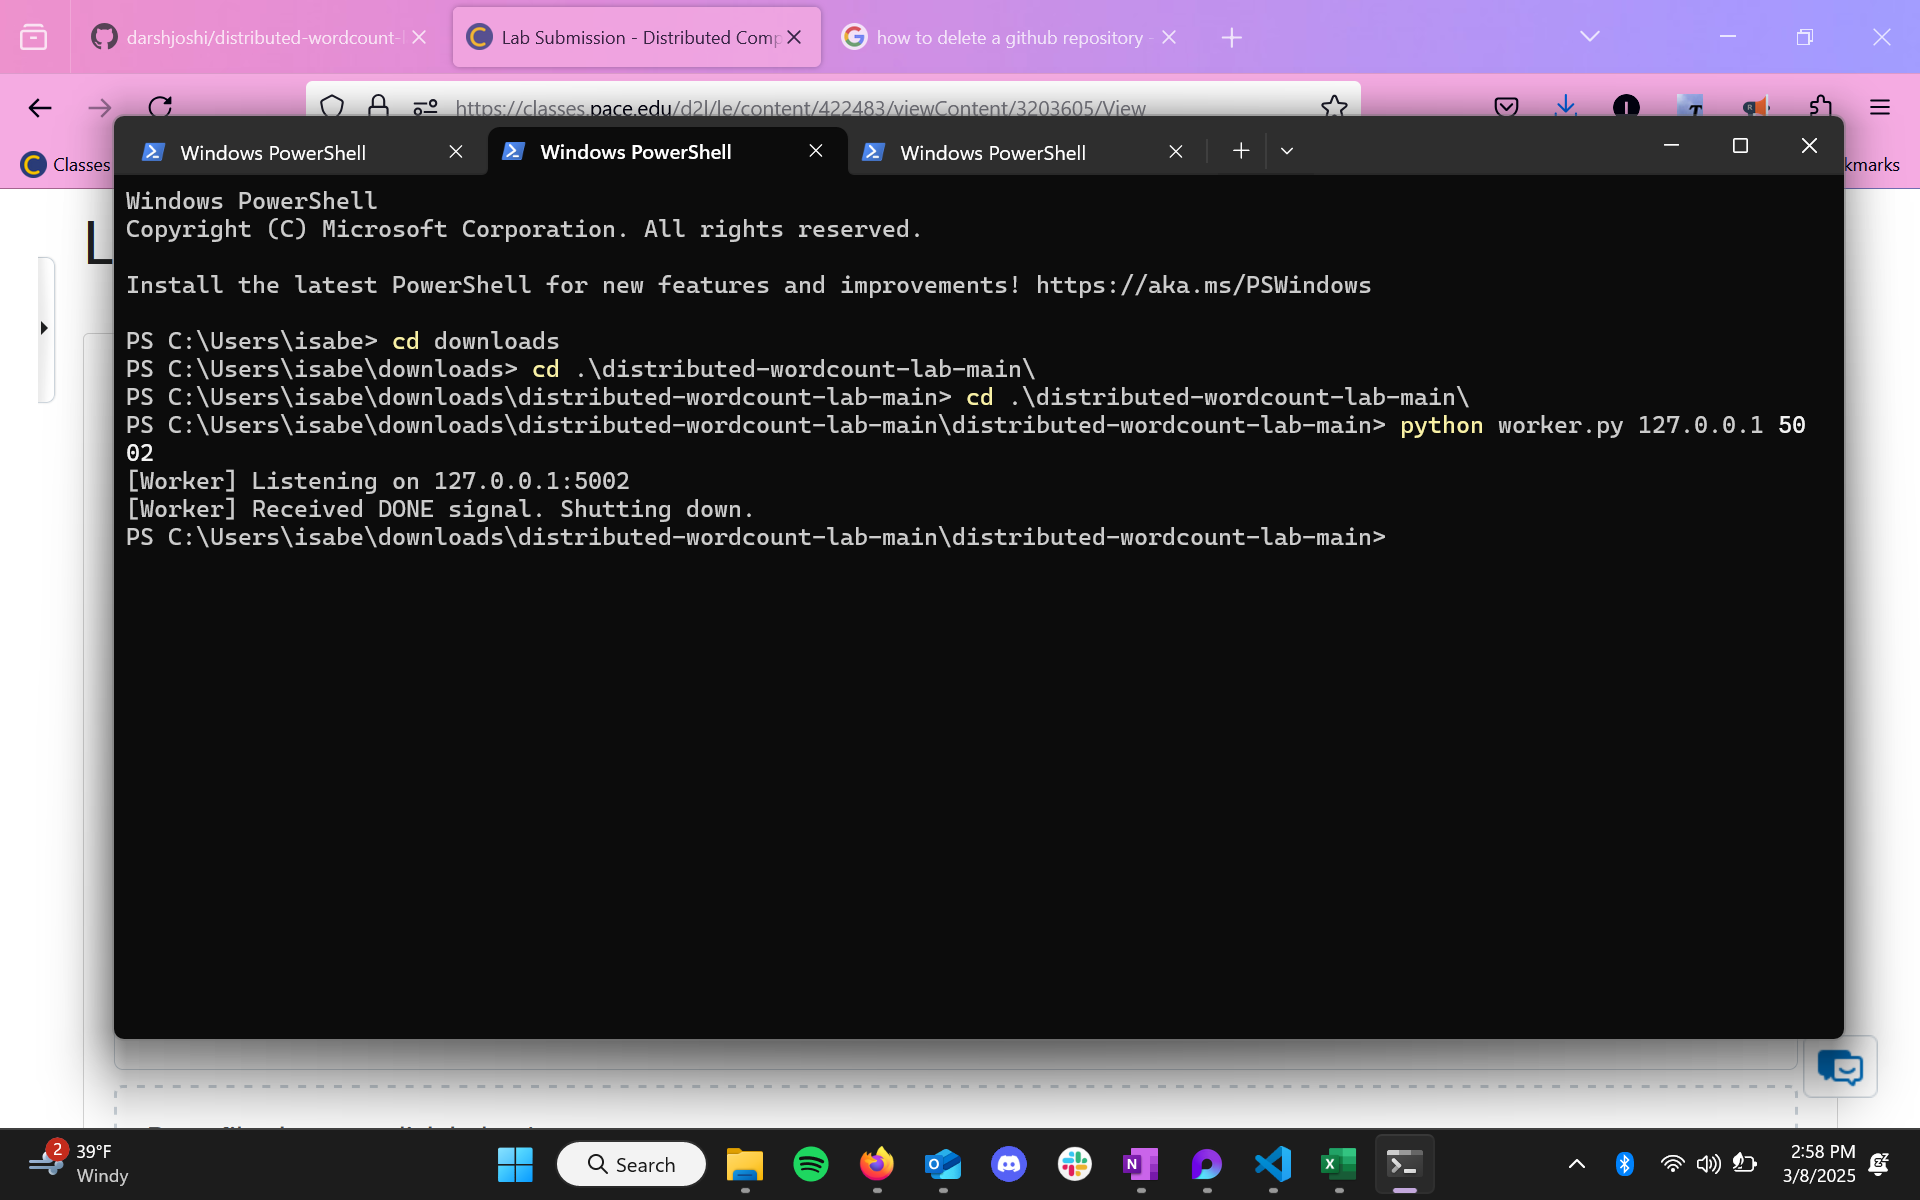 darshjoshi/distributed-wordcount-
Lab Submission - Distributed Comp
how to delete a github repository -
https://classes.pace.edu/d2l/le/content/422483/viewContent/3203605/View
Classes
kmarks
Windows PowerShell
Windows PowerShell
Windows PowerShell
L
Windows PowerShell
Copyright (C) Microsoft Corporation. All rights reserved.
Install the latest PowerShell for new features and improvements! https://aka.ms/PSWindows
PS C:\Users\isabe> cd downloads
PS C:\Users\isabe\downloads> cd .\distributed-wordcount-lab-main\
PS C:\Users\isabe\downloads\distributed-wordcount-lab-main> cd .\distributed-wordcount-lab-main\
PS C:\Users\isabe\downloads\distributed-wordcount-lab-main\distributed-wordcount-lab-main> python worker.py 127.0.0.1 50
02
[Worker] Listening on 127.0.0.1:5002
[Worker] Received DONE signal. Shutting down.
PS C:\Users\isabe\downloads\distributed-wordcount-lab-main\distributed-wordcount-lab-main>
2
39°F
Windy
Search
2:58 PM
3/8/2025